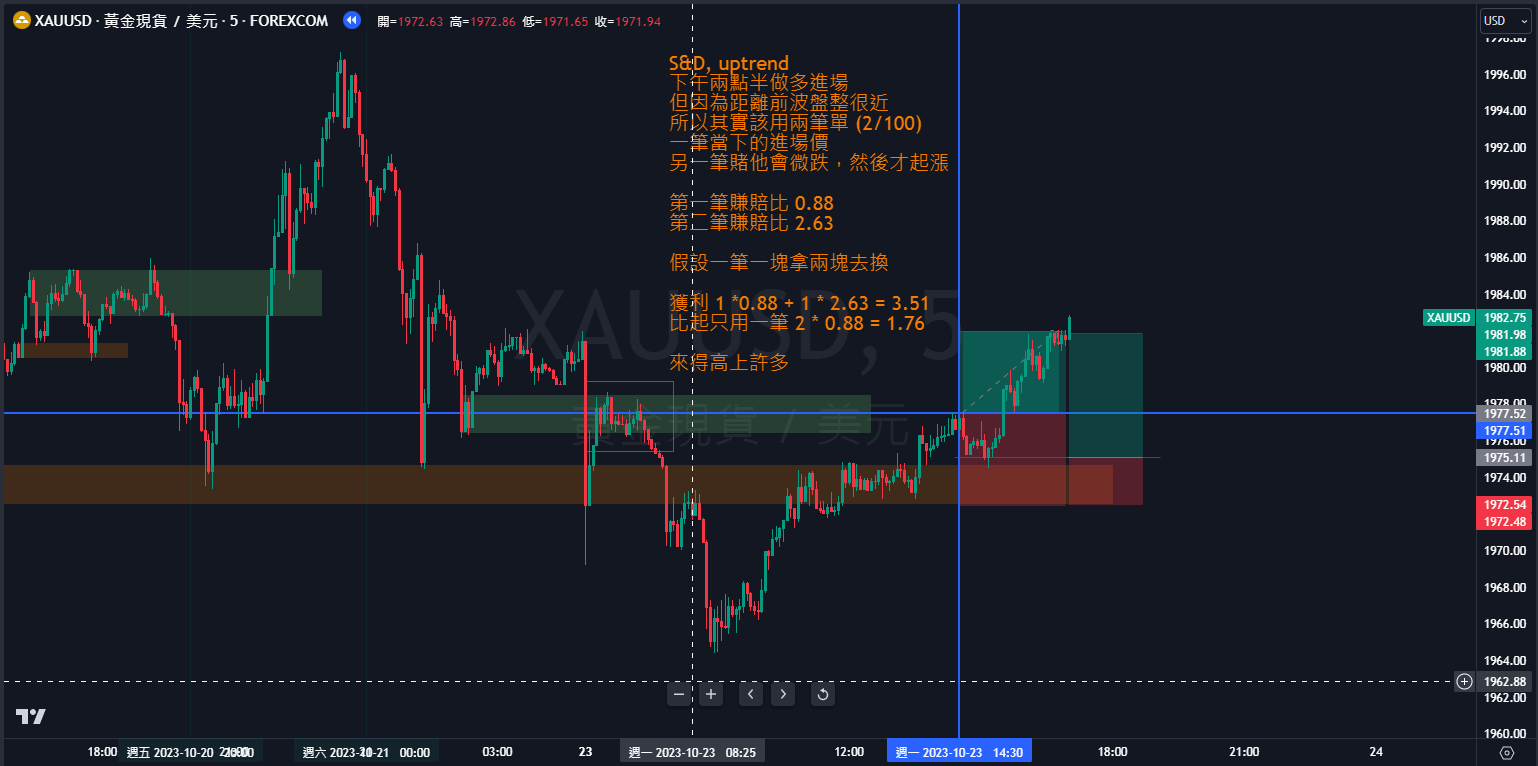 XAUUSD · 黃金現貨 / 美元 · 5 · FOREXCOM 開=1972.63 高=1972.86 低=1971.65 收=1971.94
USD
1998.00
1996.00
1994.00
1992.00
1990.00
1988.00
1986.00
1984.00
XAUUSD 1982.75
1981.98
1981.88
1980.00
1978.00
1977.52
1977.51
1976.00
1975.11
1974.00
1972.54
1972.48
1970.00
1968.00
1966.00
1964.00
1962.88
1962.00
1960.00
S&D, uptrend
下午兩點半做多進場
但因為距離前波盤整很近
所以其實該用兩筆單 (2/100)
一筆當下的進場價
另一筆賭他會微跌，然後才起漲
第一筆賺賠比 0.88
第二筆賺賠比 2.63
假設一筆一塊拿兩塊去換
獲利 1 *0.88 + 1 * 2.63 = 3.51
比起只用一筆 2 * 0.88 = 1.76
來得高上許多
XAUUSD, 5
黃金現貨 / 美元
18:00 週五 2023-10-20 週六 2023-10-21 00:00 03:00 23 週一 2023-10-23 08:25 12:00 週一 2023-10-23 14:30 18:00 21:00 24